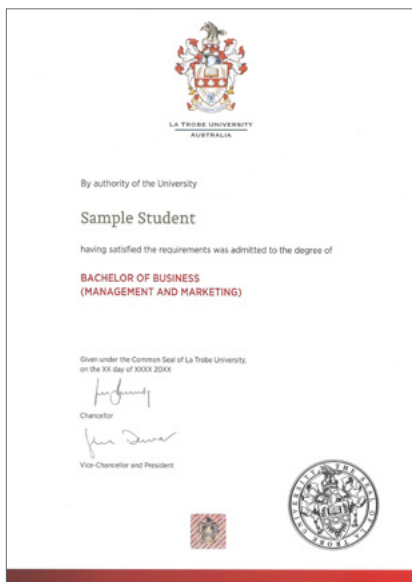 LA TROBE UNIVERSITY
AUSTRALIA
By authority of the University
Sample Student
having satisfied the requirements was admitted to the degree of
BACHELOR OF BUSINESS
(MANAGEMENT AND MARKETING)
Given under the Common Seal of La Trobe University,
on the XX day of XXXX 20XX
Chancellor
Vice-Chancellor and President
THE SEAL OF LA TROBE UNIVERSITY